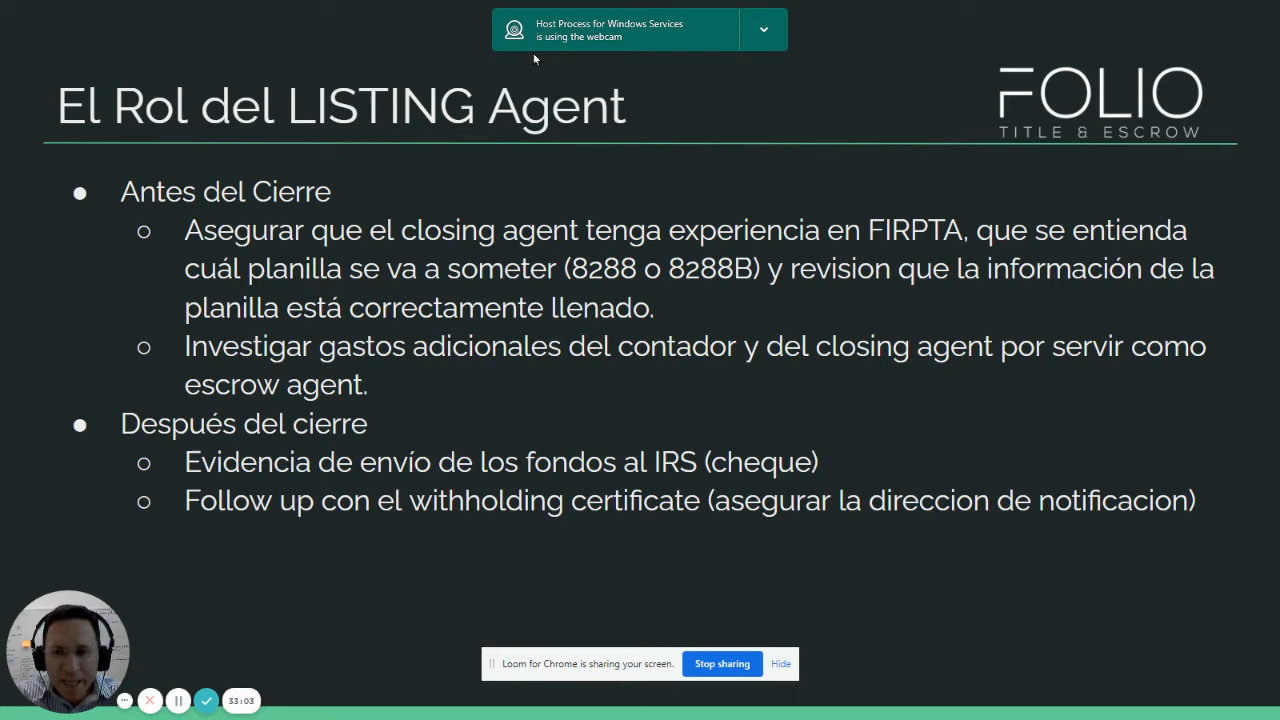 Host Process for Windows Services
is using the webcam
El Rol del LISTING Agent
FOLIO
TITLE & ESCROW
● Antes del Cierre
○ Asegurar que el closing agent tenga experiencia en FIRPTA, que se entienda
cuál planilla se va a someter (8288 o 8288B) y revision que la información de la
planilla está correctamente llenado.
○ Investigar gastos adicionales del contador y del closing agent por servir como
escrow agent.
● Después del cierre
○ Evidencia de envío de los fondos al IRS (cheque)
○ Follow up con el withholding certificate (asegurar la direccion de notificacion)
Loom for Chrome is sharing your screen.
Stop sharing
Hide
33:03